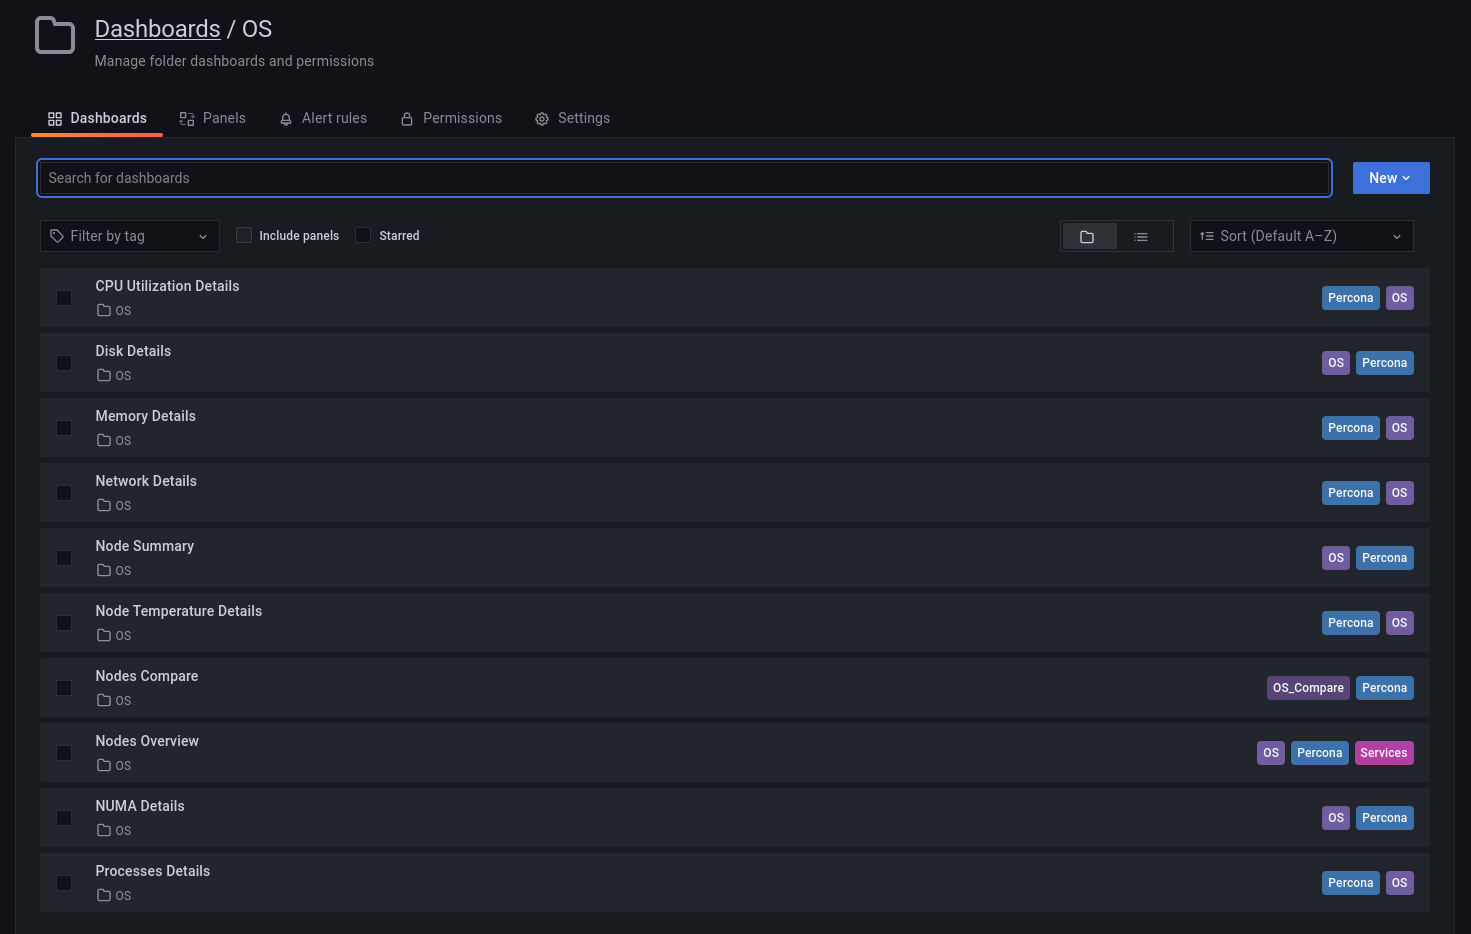 Dashboards / OS
Manage folder dashboards and permissions
Dashboards Panels Alert rules Permissions Settings
Search for dashboards New
Filter by tag Include panels Starred Sort (Default A–Z)
CPU Utilization Details
OS
Percona OS
Disk Details
OS
OS Percona
Memory Details
OS
Percona OS
Network Details
OS
Percona OS
Node Summary
OS
OS Percona
Node Temperature Details
OS
Percona OS
Nodes Compare
OS
OS_Compare Percona
Nodes Overview
OS
OS Percona Services
NUMA Details
OS
OS Percona
Processes Details
OS
Percona OS